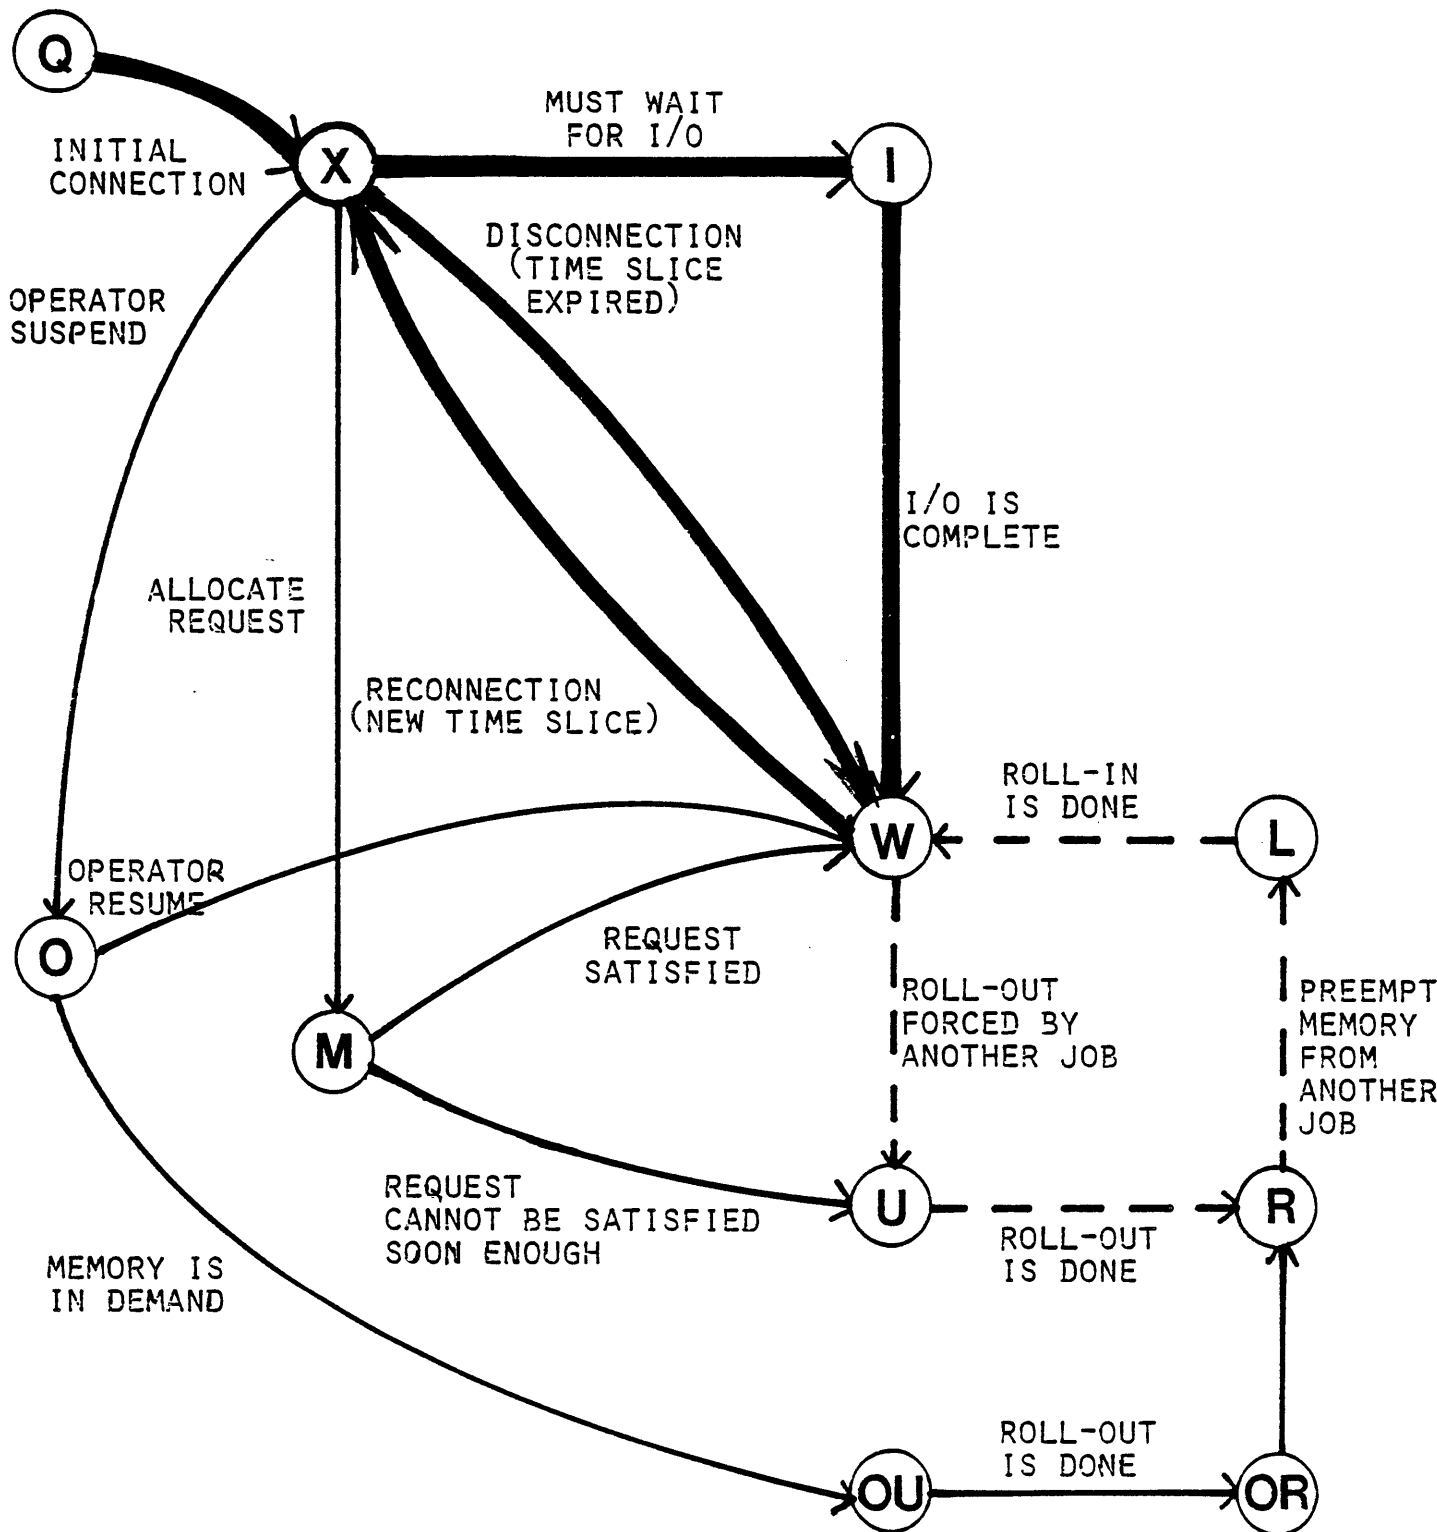 Q
MUST WAIT
FOR I/O
INITIAL
CONNECTION
X
I
DISCONNECTION
(TIME SLICE
EXPIRED)
OPERATOR
SUSPEND
I/O IS
COMPLETE
ALLOCATE
REQUEST
RECONNECTION
(NEW TIME SLICE)
ROLL-IN
IS DONE
W
L
OPERATOR
RESUME
O
REQUEST
SATISFIED
ROLL-OUT
FORCED BY
ANOTHER JOB
PREEMPT
MEMORY
FROM
ANOTHER
JOB
M
REQUEST
CANNOT BE SATISFIED
SOON ENOUGH
U
R
ROLL-OUT
IS DONE
MEMORY IS
IN DEMAND
ROLL-OUT
IS DONE
OU
OR